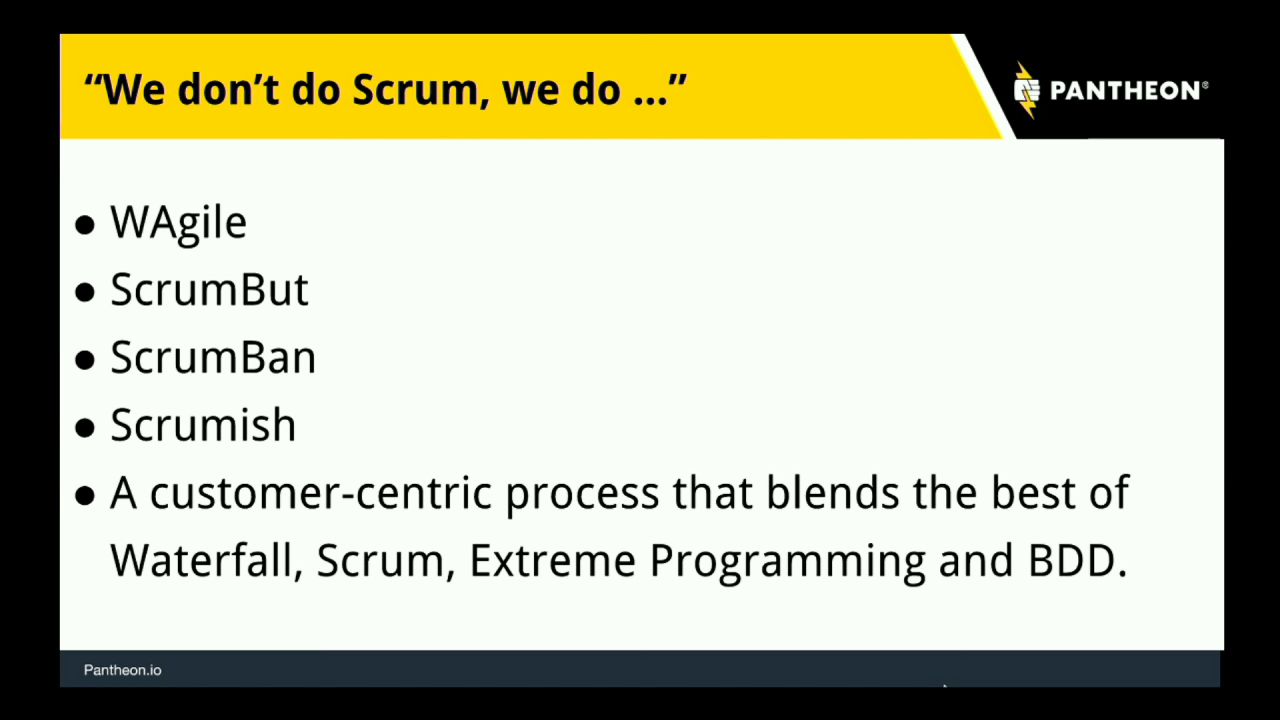 “We don’t do Scrum, we do ...”
PANTHEON®
● WAgile
● ScrumBut
● ScrumBan
● Scrumish
● A customer-centric process that blends the best of
Waterfall, Scrum, Extreme Programming and BDD.
Pantheon.io